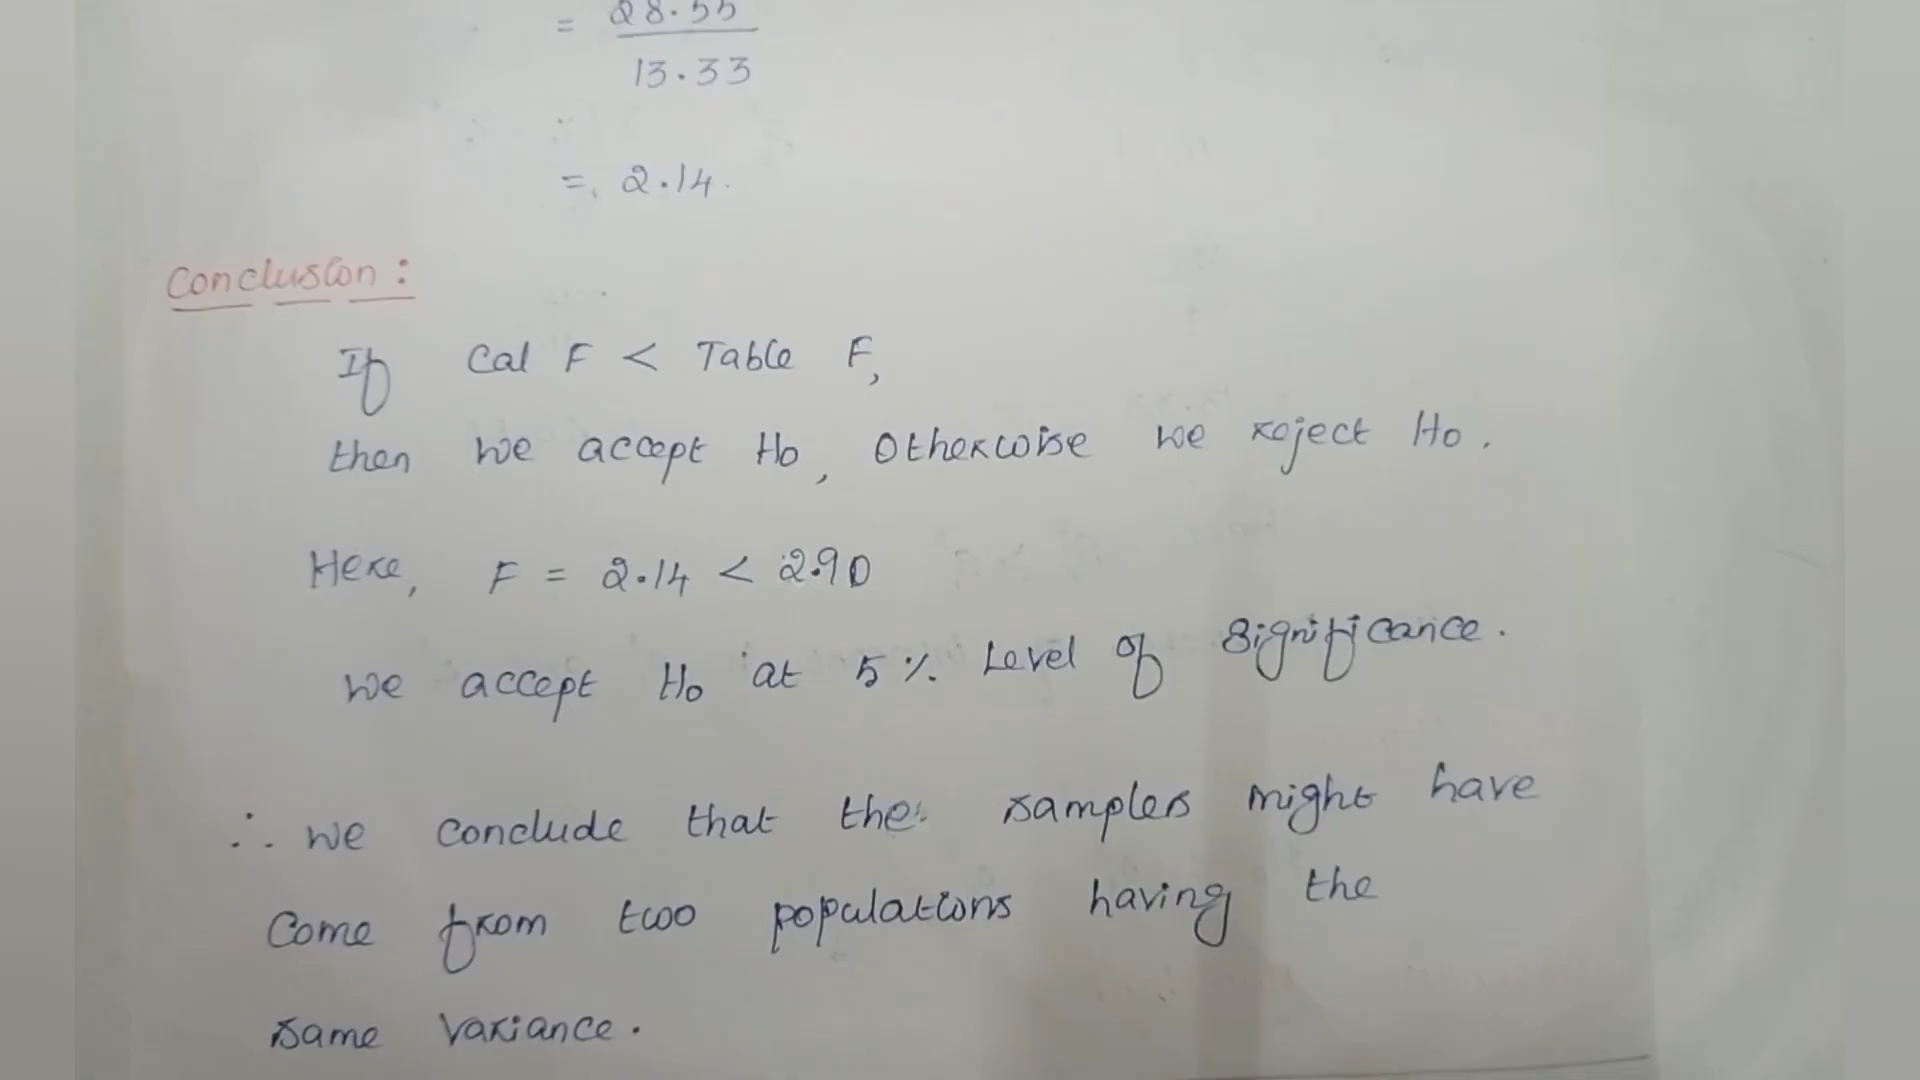 = 28.55
13.33
= 2.14.
Conclusion :
If Cal F < Table F,
then we accept Ho, Otherwise we reject Ho.
Here, F = 2.14 < 2.90
We accept Ho at 5% Level of Significance.
∴ we conclude that the samples might have
Come from two populations having the
same Variance.